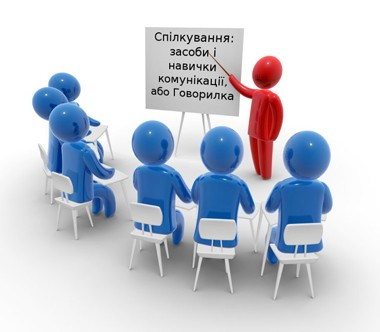 Спілкування:
засоби і
навички
комунікації,
або Говорилка